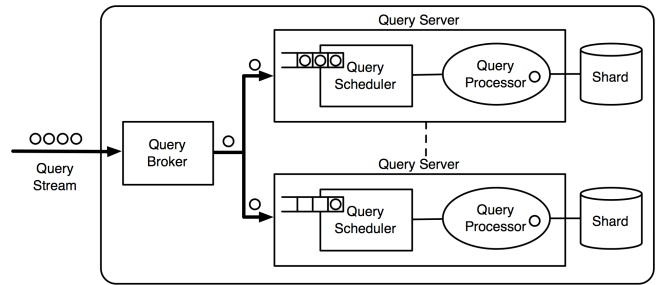 Query Server
Query
Scheduler
Query
Processor
Shard
Query
Stream
Query
Broker
Query Server
Query
Scheduler
Query
Processor
Shard